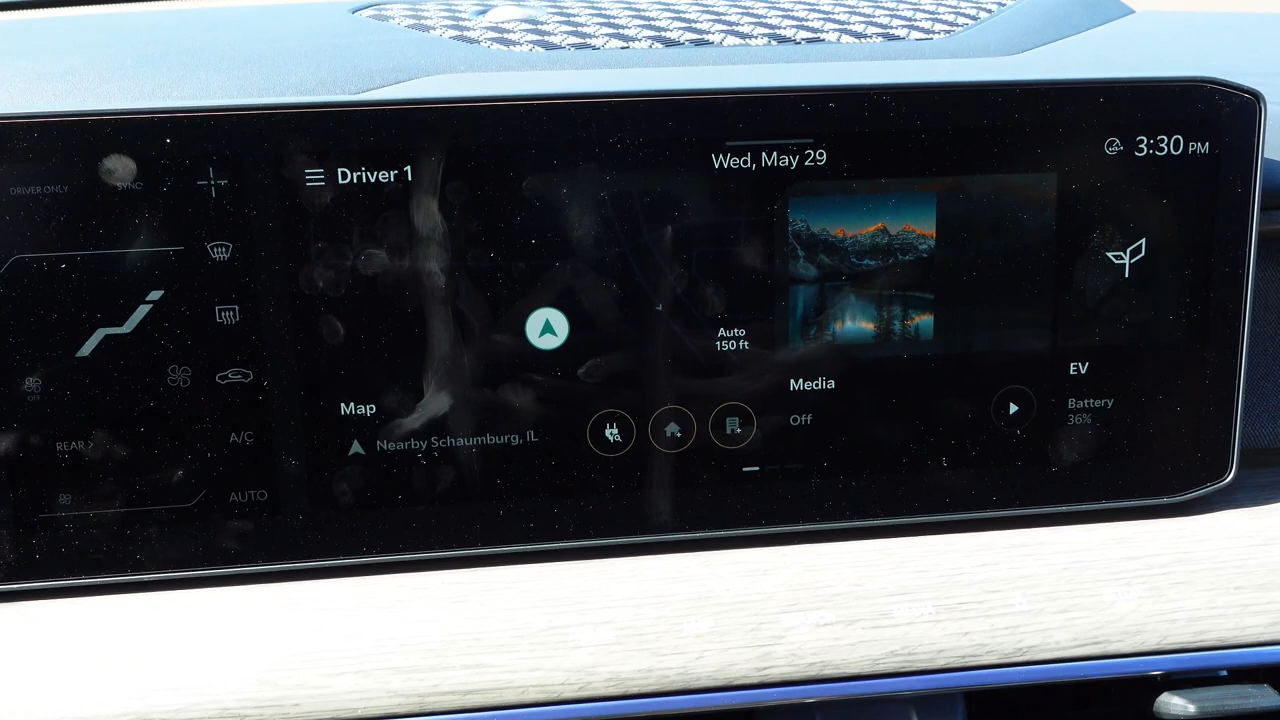 DRIVER ONLY
SYNC
OFF
REAR >
A/C
AUTO
Driver 1
Wed, May 29
3:30 PM
Auto
150 ft
Map
Nearby Schaumburg, IL
Media
Off
EV
Battery
36%